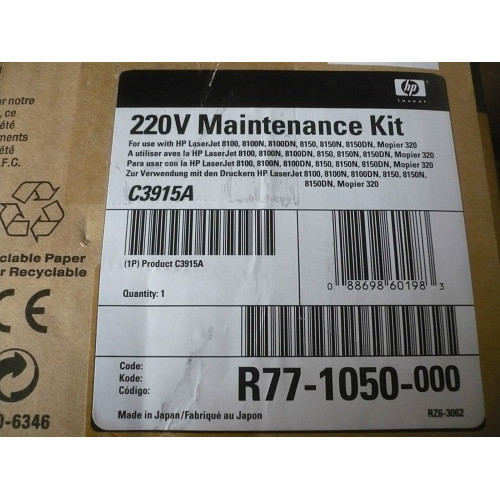 hp
invent
220V Maintenance Kit
For use with HP LaserJet 8100, 8100N, 8100DN, 8150, 8150N, 8150DN, Mopier 320
A utiliser avec la HP LaserJet 8100, 8100N, 8100DN, 8150, 8150N, 8150DN, Mopier 320
Para usar con la HP LaserJet 8100, 8100N, 8100DN, 8150, 8150N, 8150DN, Mopier 320
Zur Verwendung mit den Druckern HP LaserJet 8100, 8100N, 8100DN, 8150, 8150N,
8150DN, Mopier 320
C3915A
(1P) Product C3915A
Quantity: 1
0 88698 60198 3
Code:
Kode:
Código:
R77-1050-000
Made in Japan/Fabriqué au Japon
RZ6-3062
ar notre
, ce
été
ments
été
.F.C.
clable Paper
r Recyclable
CE
0-6346